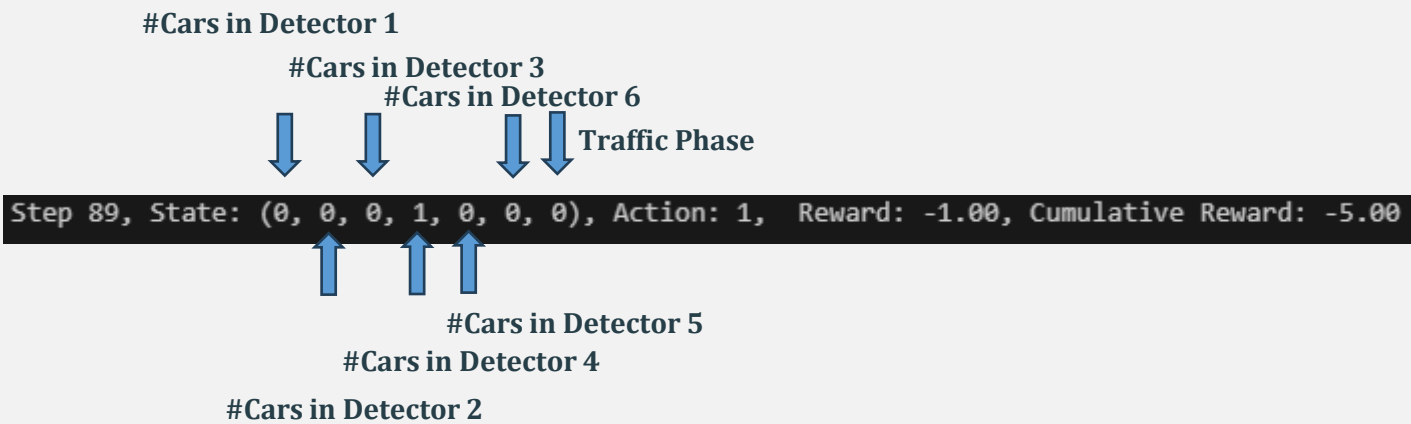 #Cars in Detector 1
#Cars in Detector 3
#Cars in Detector 6
Traffic Phase
Step 89, State: (0, 0, 0, 1, 0, 0, 0), Action: 1,  Reward: -1.00, Cumulative Reward: -5.00
#Cars in Detector 5
#Cars in Detector 4
#Cars in Detector 2